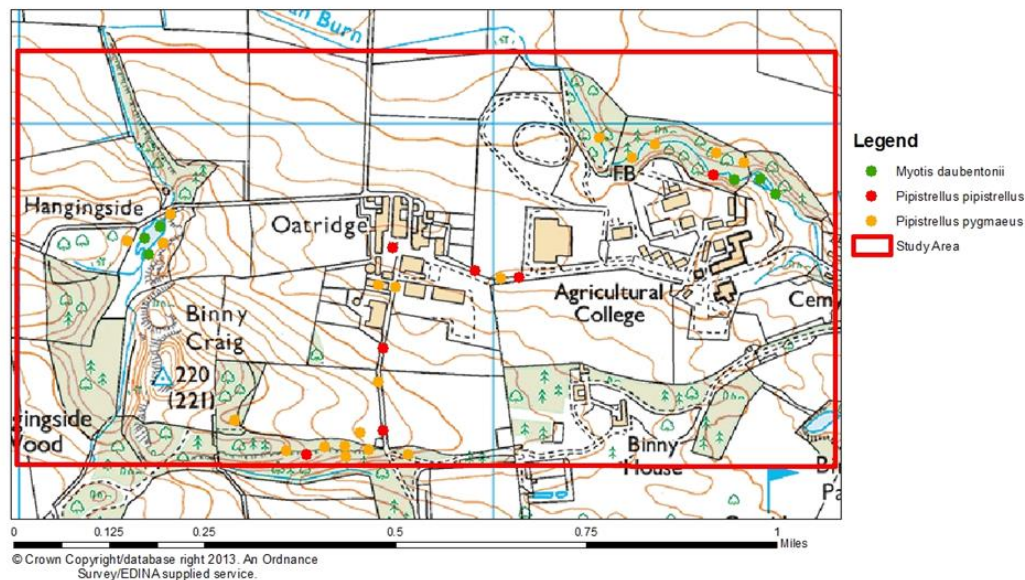 an Burn
Hangingside
Oatridge
FB
Agricultural
College
Cem
Binny
Craig
220
(221)
gingside
Wood
Binny
House
Legend
Myotis daubentonii
Pipistrellus pipistrellus
Pipistrellus pygmaeus
Study Area
0 0.125 0.25 0.5 0.75 1
Miles
© Crown Copyright/database right 2013. An Ordnance
Survey/EDINA supplied service.